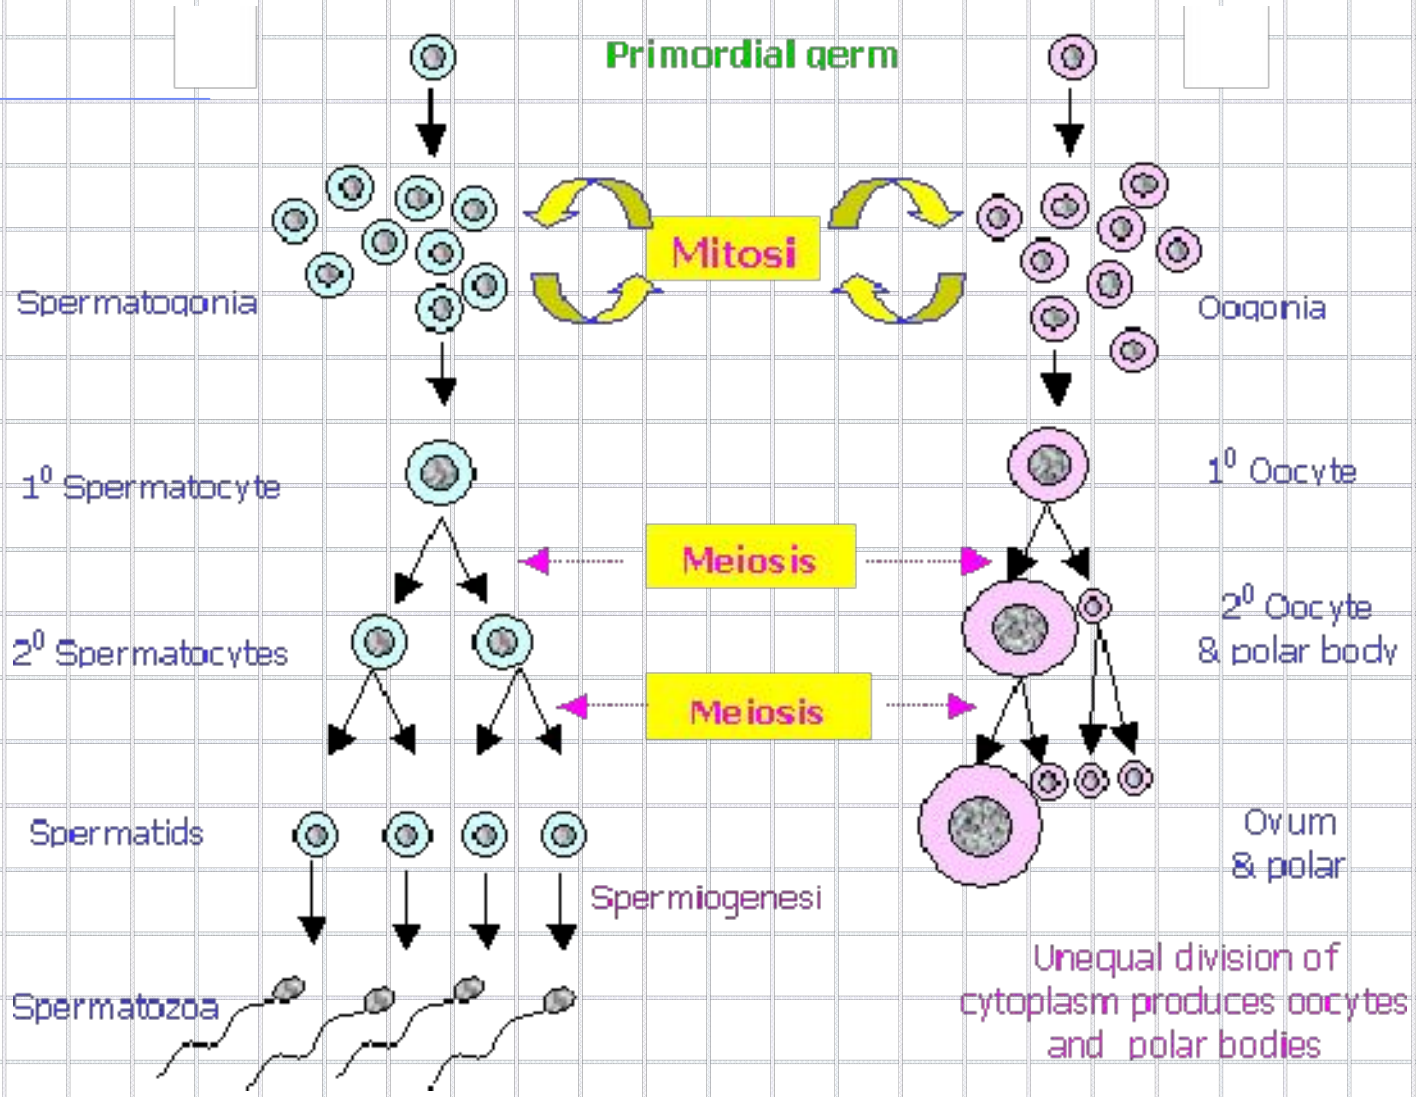 Primordial germ
Mitosi
Spermatogonia
Oogonia
1⁰ Spermatocyte
1⁰ Oocyte
Meiosis
2⁰ Spermatocytes
2⁰ Oocyte
& polar body
Meiosis
Spermatids
Ovum
& polar
Spermiogenesi
Spermatozoa
Unequal division of
cytoplasm produces oocytes
and polar bodies